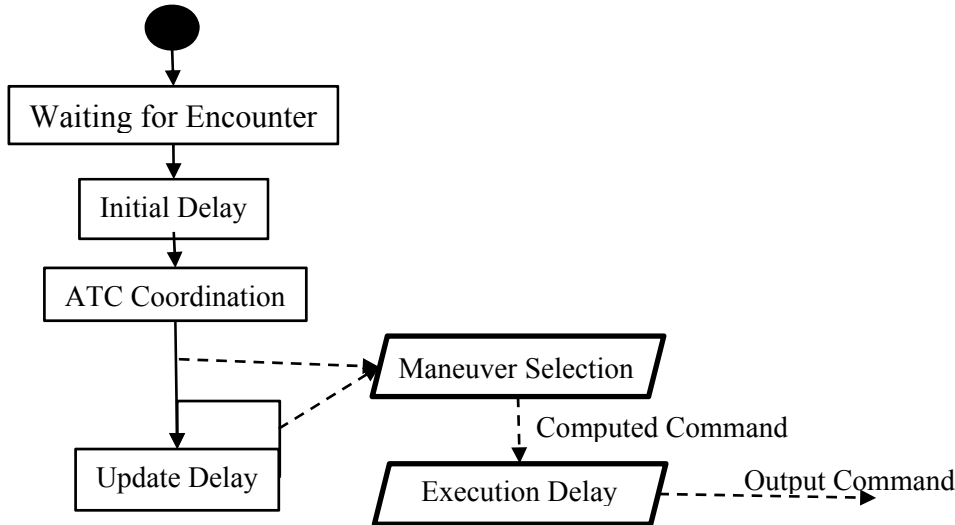 Waiting for Encounter
Initial Delay
ATC Coordination
Maneuver Selection
Computed Command
Update Delay
Execution Delay
Output Command